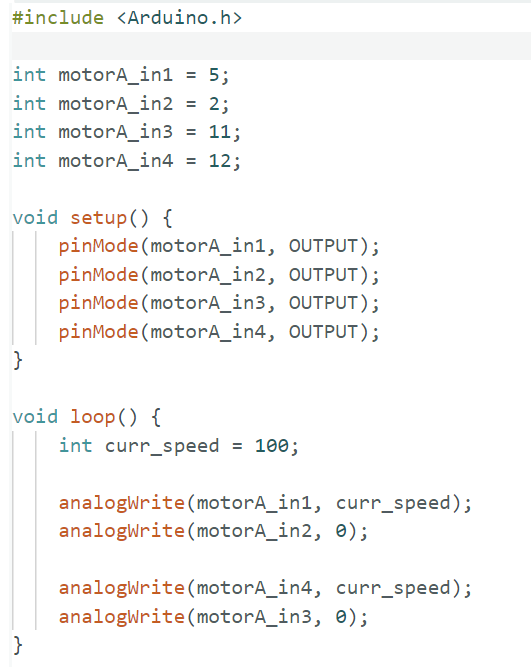 #include <Arduino.h>
int motorA_in1 = 5;
int motorA_in2 = 2;
int motorA_in3 = 11;
int motorA_in4 = 12;
void setup() {
pinMode(motorA_in1, OUTPUT);
pinMode(motorA_in2, OUTPUT);
pinMode(motorA_in3, OUTPUT);
pinMode(motorA_in4, OUTPUT);
}
void loop() {
int curr_speed = 100;
analogWrite(motorA_in1, curr_speed);
analogWrite(motorA_in2, 0);
analogWrite(motorA_in4, curr_speed);
analogWrite(motorA_in3, 0);
}